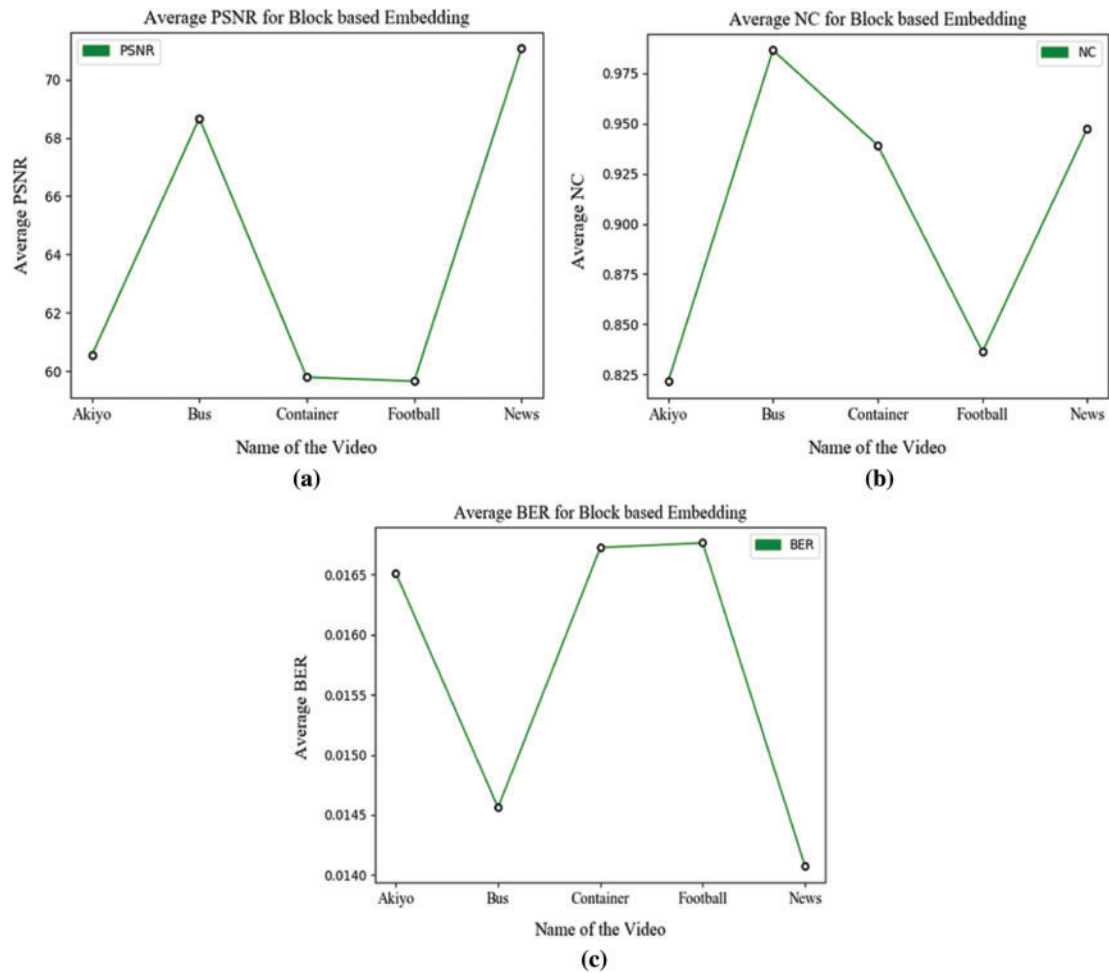 Average PSNR for Block based Embedding
PSNR
70
68
66
64
62
60
Average PSNR
Akiyo Bus Container Football News
Name of the Video
(a)
Average NC for Block based Embedding
NC
0.975
0.950
0.925
0.900
0.875
0.850
0.825
Average NC
Akiyo Bus Container Football News
Name of the Video
(b)
Average BER for Block based Embedding
BER
0.0165
0.0160
0.0155
0.0150
0.0145
0.0140
Average BER
Akiyo Bus Container Football News
Name of the Video
(c)